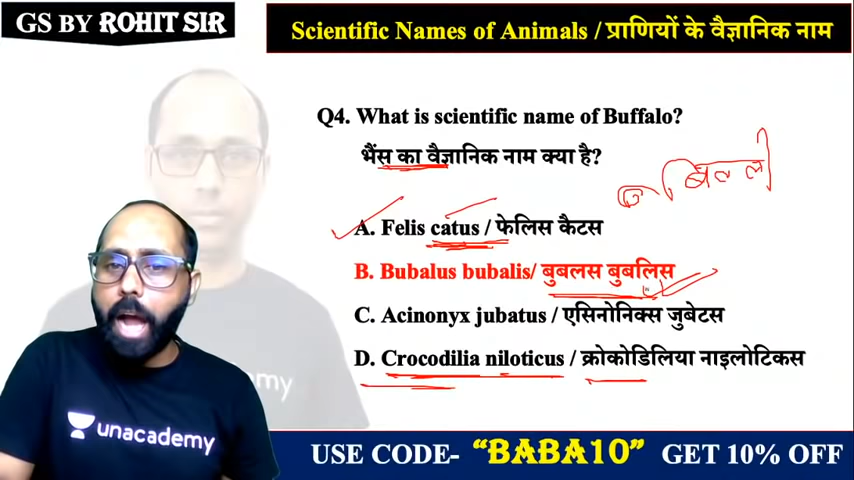 GS BY ROHIT SIR
Scientific Names of Animals / प्राणियों के वैज्ञानिक नाम
Q4. What is scientific name of Buffalo?
भैंस का वैज्ञानिक नाम क्या है?
बिल्ली
A. Felis catus / फेलिस कैटस
B. Bubalus bubalis/ बुबलस बुबलिस
C. Acinonyx jubatus / एसिनोनिक्स जुबेटस
D. Crocodilia niloticus / क्रोकोडिलिया नाइलोटिकस
unacademy
emy
USE CODE- “BABA10” GET 10% OFF